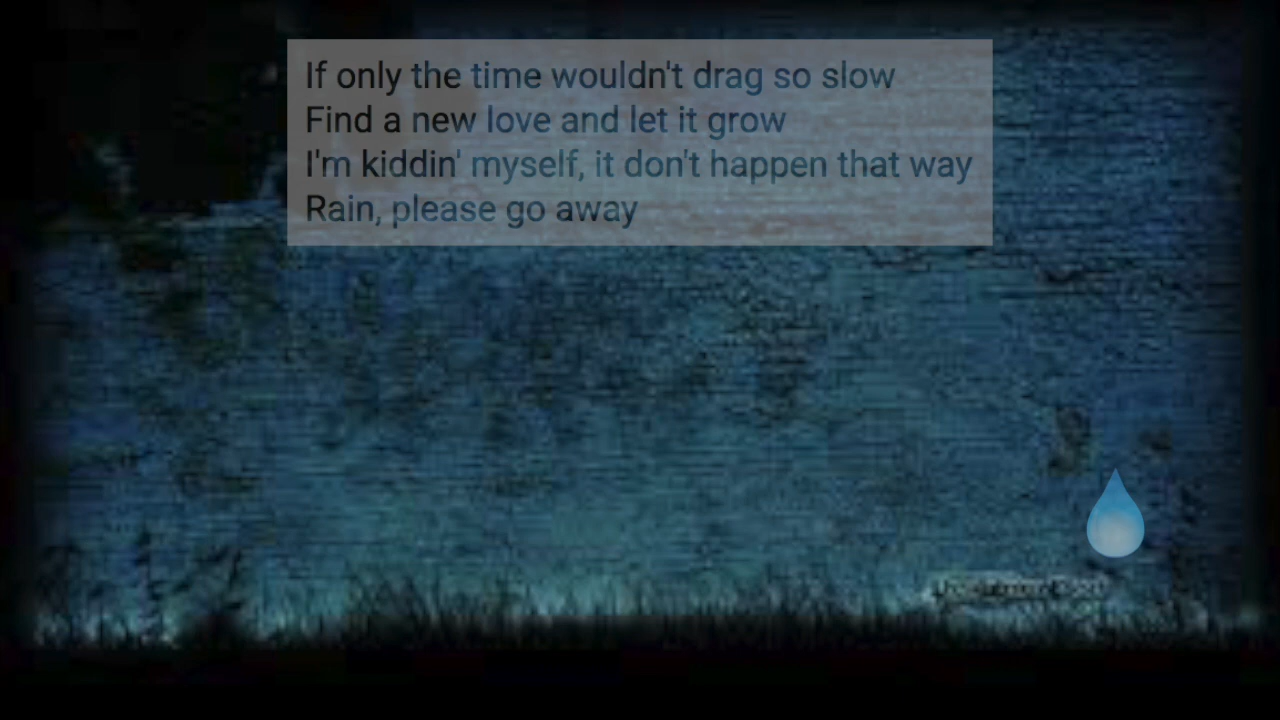 If only the time wouldn't drag so slow
Find a new love and let it grow
I'm kiddin' myself, it don't happen that way
Rain, please go away